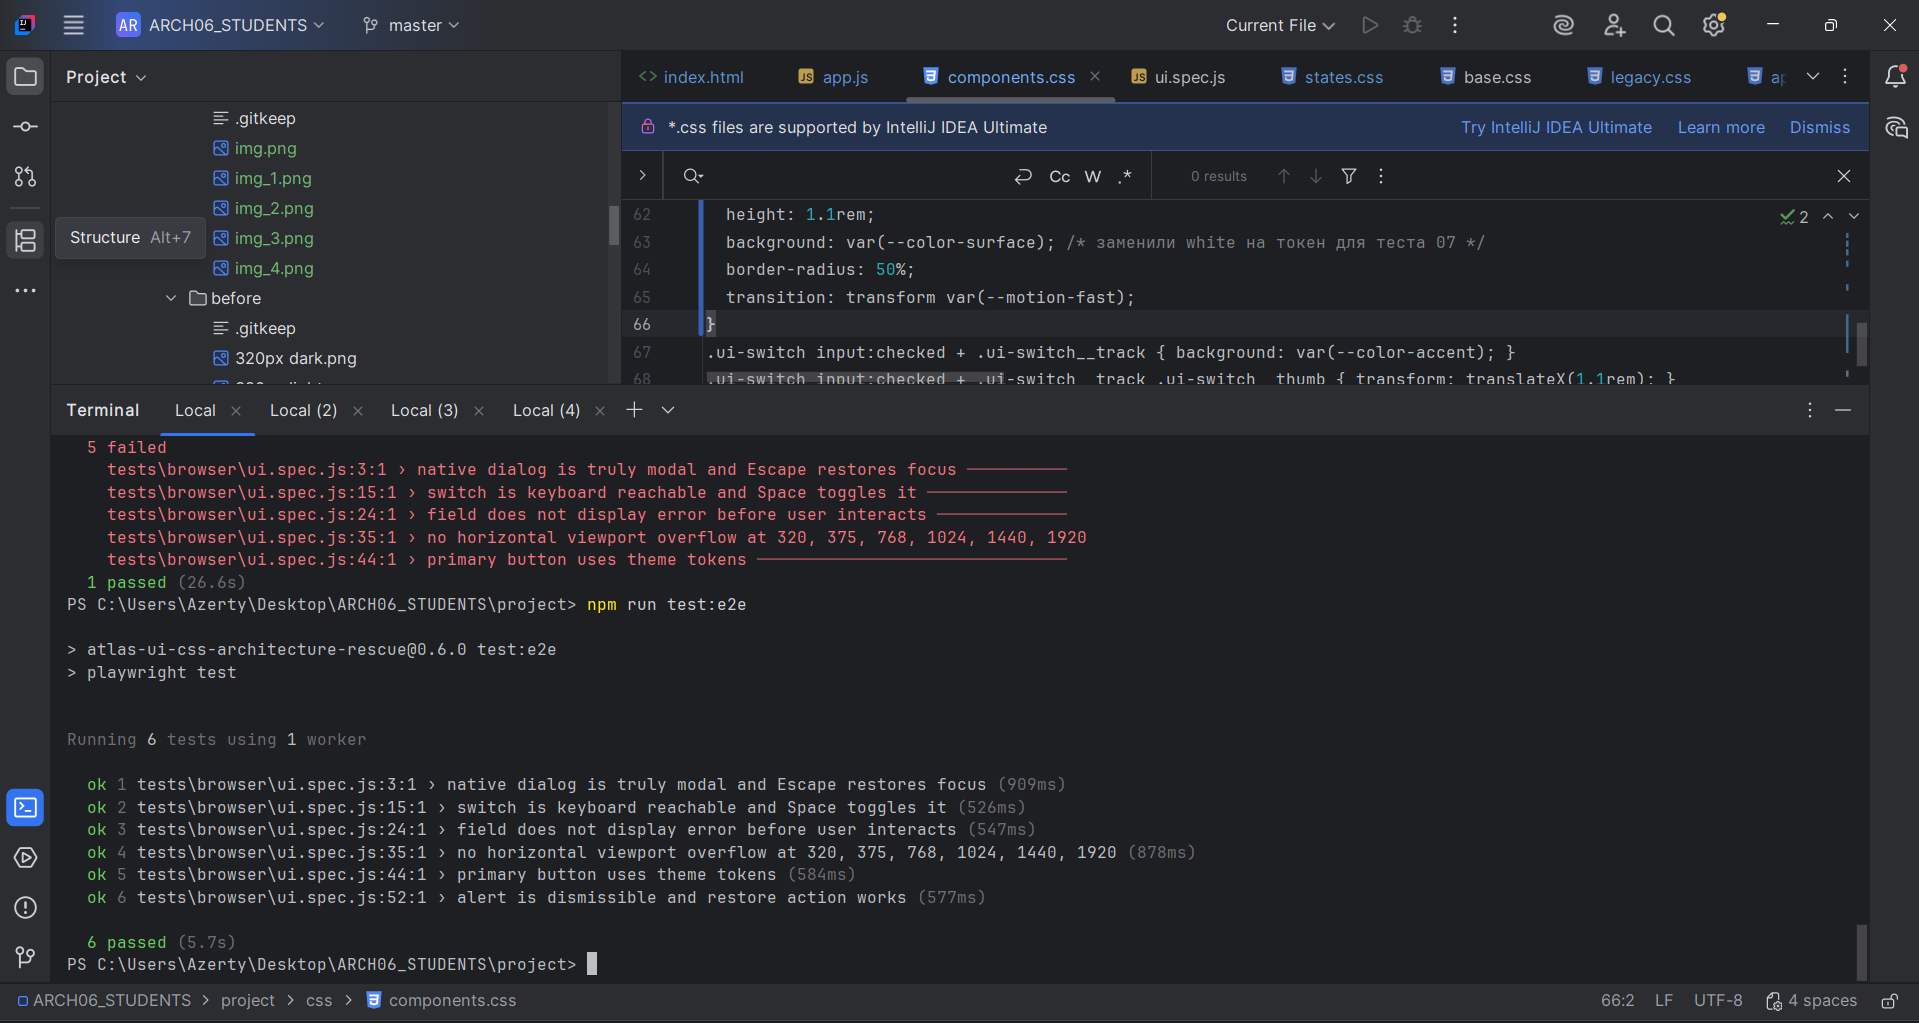 AR ARCH06_STUDENTS master Current File
Project
index.html app.js components.css ui.spec.js states.css base.css legacy.css
*.css files are supported by IntelliJ IDEA Ultimate Try IntelliJ IDEA Ultimate Learn more Dismiss
Cc W .* 0 results
.gitkeep
img.png
img_1.png
img_2.png
img_3.png
img_4.png
before
.gitkeep
320px dark.png
Structure Alt+7
62 height: 1.1rem;
63 background: var(--color-surface); /* заменили white на токен для теста 07 */
64 border-radius: 50%;
65 transition: transform var(--motion-fast);
66 }
67 .ui-switch input:checked + .ui-switch__track { background: var(--color-accent); }
68 .ui-switch input:checked + .ui-switch__track .ui-switch__thumb { transform: translateX(1.1rem); }
2
Terminal Local Local (2) Local (3) Local (4)
5 failed
tests\browser\ui.spec.js:3:1 › native dialog is truly modal and Escape restores focus ──────────
tests\browser\ui.spec.js:15:1 › switch is keyboard reachable and Space toggles it ──────────────
tests\browser\ui.spec.js:24:1 › field does not display error before user interacts ─────────────
tests\browser\ui.spec.js:35:1 › no horizontal viewport overflow at 320, 375, 768, 1024, 1440, 1920
tests\browser\ui.spec.js:44:1 › primary button uses theme tokens ───────────────────────────────
1 passed (26.6s)
PS C:\Users\Azerty\Desktop\ARCH06_STUDENTS\project> npm run test:e2e
> atlas-ui-css-architecture-rescue@0.6.0 test:e2e
> playwright test
Running 6 tests using 1 worker
ok 1 tests\browser\ui.spec.js:3:1 › native dialog is truly modal and Escape restores focus (909ms)
ok 2 tests\browser\ui.spec.js:15:1 › switch is keyboard reachable and Space toggles it (526ms)
ok 3 tests\browser\ui.spec.js:24:1 › field does not display error before user interacts (547ms)
ok 4 tests\browser\ui.spec.js:35:1 › no horizontal viewport overflow at 320, 375, 768, 1024, 1440, 1920 (878ms)
ok 5 tests\browser\ui.spec.js:44:1 › primary button uses theme tokens (584ms)
ok 6 tests\browser\ui.spec.js:52:1 › alert is dismissible and restore action works (577ms)
6 passed (5.7s)
PS C:\Users\Azerty\Desktop\ARCH06_STUDENTS\project>
ARCH06_STUDENTS > project > css > components.css 66:2 LF UTF-8 4 spaces